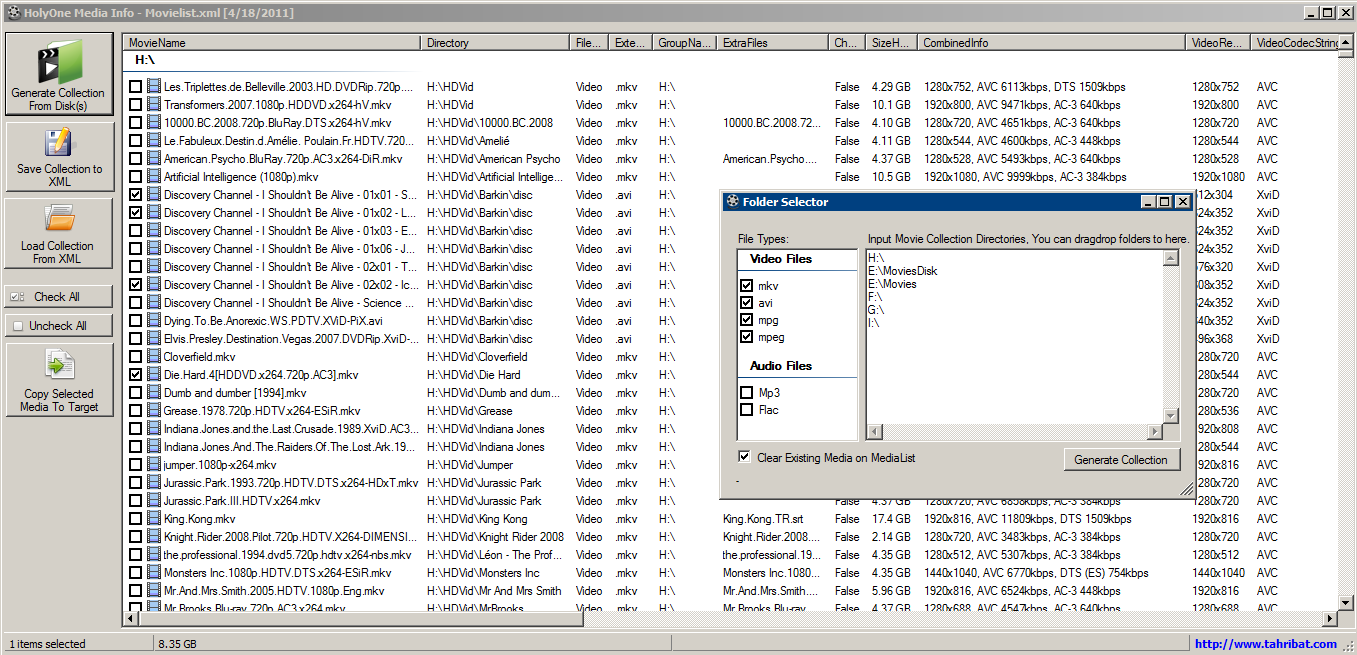 HolyOne Media Info - Movielist.xml [4/18/2011]
Generate Collection
From Disk(s)
Save Collection to
XML
Load Collection
From XML
Check All
Uncheck All
Copy Selected
Media To Target
MovieName Directory File... Exte... GroupNa... ExtraFiles Ch... SizeH... CombinedInfo VideoRe... VideoCodecString
H:\
Les.Triplettes.de.Belleville.2003.HD.DVDRip.720p.... H:\HDVid Video .mkv H:\ False 4.29 GB 1280x752, AVC 6113kbps, DTS 1509kbps 1280x752 AVC
Transformers.2007.1080p.HDDVD.x264-hV.mkv H:\HDVid Video .mkv H:\ False 10.1 GB 1920x800, AVC 9471kbps, AC-3 640kbps 1920x800 AVC
10000.BC.2008.720p.BluRay.DTS.x264-hV.mkv H:\HDVid\10000.BC.2008 Video .mkv H:\ 10000.BC.2008.72... False 4.10 GB 1280x720, AVC 4651kbps, AC-3 640kbps 1280x720 AVC
Le.Fabuleux.Destin.d.Amélie. Poulain.Fr.HDTV.720... H:\HDVid\Amelié Video .mkv H:\ False 4.11 GB 1280x544, AVC 4600kbps, AC-3 448kbps 1280x544 AVC
American.Psycho.BluRay.720p.AC3.x264-DiR.mkv H:\HDVid\American Psycho Video .mkv H:\ American.Psycho.... False 4.37 GB 1280x528, AVC 5493kbps, AC-3 640kbps 1280x528 AVC
Artificial Intelligence (1080p).mkv H:\HDVid\Artificial Intellige... Video .mkv H:\ False 10.5 GB 1920x1080, AVC 9999kbps, AC-3 384kbps 1920x1080 AVC
Discovery Channel - I Shouldn't Be Alive - 01x01 - S... H:\HDVid\Barkin\disc Video .avi H:\ 12x304 XviD
Discovery Channel - I Shouldn't Be Alive - 01x02 - L... H:\HDVid\Barkin\disc Video .avi H:\ 24x352 XviD
Discovery Channel - I Shouldn't Be Alive - 01x03 - E... H:\HDVid\Barkin\disc Video .avi H:\ 24x352 XviD
Discovery Channel - I Shouldn't Be Alive - 01x06 - J... H:\HDVid\Barkin\disc Video .avi H:\ 24x352 XviD
Discovery Channel - I Shouldn't Be Alive - 02x01 - T... H:\HDVid\Barkin\disc Video .avi H:\ 76x320 XviD
Discovery Channel - I Shouldn't Be Alive - 02x02 - Ic... H:\HDVid\Barkin\disc Video .avi H:\ 08x352 XviD
Discovery Channel - I Shouldn't Be Alive - Science ... H:\HDVid\Barkin\disc Video .avi H:\ 24x352 XviD
Dying.To.Be.Anorexic.WS.PDTV.XviD-PiX.avi H:\HDVid\Barkin\disc Video .avi H:\ 40x352 XviD
Elvis.Presley.Destination.Vegas.2007.DVDRip.XviD-... H:\HDVid\Barkin\disc Video .avi H:\ 96x368 XviD
Cloverfield.mkv H:\HDVid\Cloverfield Video .mkv H:\ 280x720 AVC
Die.Hard.4[HDDVD.x264.720p.AC3].mkv H:\HDVid\Die Hard Video .mkv H:\ 280x544 AVC
Dumb and dumber [1994].mkv H:\HDVid\Dumb and dum... Video .mkv H:\ 280x720 AVC
Grease.1978.720p.HDTV.x264-ESiR.mkv H:\HDVid\Grease Video .mkv H:\ 280x536 AVC
Indiana.Jones.and.the.Last.Crusade.1989.XviD.AC3... H:\HDVid\Indiana Jones Video .mkv H:\ 920x808 AVC
Indiana.Jones.And.The.Raiders.Of.The.Lost.Ark.19... H:\HDVid\Indiana Jones Video .mkv H:\ 280x544 AVC
jumper.1080p-x264.mkv H:\HDVid\Jumper Video .mkv H:\ 920x816 AVC
Jurassic.Park.1993.720p.HDTV.DTS.x264-HDxT.mkv H:\HDVid\Jurassic Park Video .mkv H:\ 280x720 AVC
Jurassic.Park.III.HDTV.x264.mkv H:\HDVid\Jurassic Park Video .mkv H:\ False 4.37 GB 1280x720, AVC 6858kbps, AC-3 384kbps 280x720 AVC
King.Kong.mkv H:\HDVid\King Kong Video .mkv H:\ King.Kong.TR.srt False 17.4 GB 1920x816, AVC 11809kbps, DTS 1509kbps 1920x816 AVC
Knight.Rider.2008.Pilot.720p.HDTV.X264-DIMENSI... H:\HDVid\Knight Rider 2008 Video .mkv H:\ Knight.Rider.2008.... False 2.14 GB 1280x720, AVC 3483kbps, AC-3 384kbps 1280x720 AVC
the.professional.1994.dvd5.720p.hdtv.x264-nbs.mkv H:\HDVid\Léon - The Prof... Video .mkv H:\ the.professional.19... False 4.35 GB 1280x512, AVC 5307kbps, AC-3 384kbps 1280x512 AVC
Monsters Inc.1080p.HDTV.DTS.x264-ESiR.mkv H:\HDVid\Monsters Inc Video .mkv H:\ Monsters Inc.1080... False 4.35 GB 1440x1040, AVC 6770kbps, DTS (ES) 754kbps 1440x1040 AVC
Mr.And.Mrs.Smith.2005.HDTV.1080p.Eng.mkv H:\HDVid\Mr And Mrs Smith Video .mkv H:\ Mr.And.Mrs.Smith.... False 5.96 GB 1920x816, AVC 6524kbps, AC-3 448kbps 1920x816 AVC
Mr.Brooks.Blu-ray.720p.AC3.x264.mkv H:\HDVid\MrBrooks Video .mkv H:\ Mr.Brooks.Blu-ray.... False 4.37 GB 1280x688, AVC 4547kbps, AC-3 640kbps 1280x688 AVC
Folder Selector
File Types:
Video Files
mkv
avi
mpg
mpeg
Audio Files
Mp3
Flac
Input Movie Collection Directories, You can dragdrop folders to here.
H:\
E:\MoviesDisk
E:\Movies
F:\
G:\
I:\
Clear Existing Media on MediaList
Generate Collection
-
1 items selected 8.35 GB http://www.tahribat.com